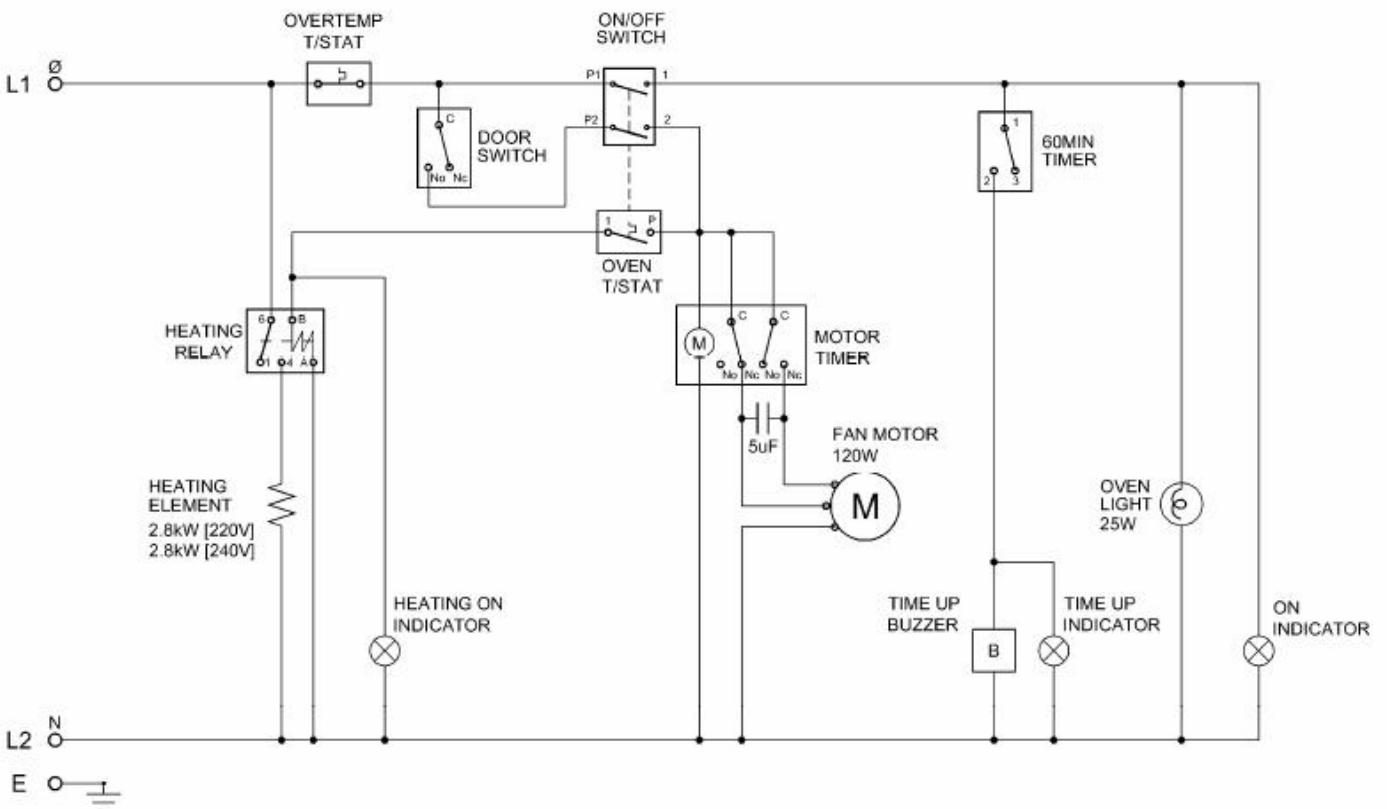 OVERTEMP
T/STAT
ON/OFF
SWITCH
L1
Ø
P1
1
P2
2
C
DOOR
SWITCH
No Nc
1
60MIN
TIMER
2 3
1 P
OVEN
T/STAT
HEATING
RELAY
6 B
1 4 A
M
C C
MOTOR
TIMER
No Nc No Nc
5uF
FAN MOTOR
120W
M
HEATING
ELEMENT
2.8kW [220V]
2.8kW [240V]
OVEN
LIGHT
25W
HEATING ON
INDICATOR
TIME UP
BUZZER
B
TIME UP
INDICATOR
ON
INDICATOR
L2
N
E